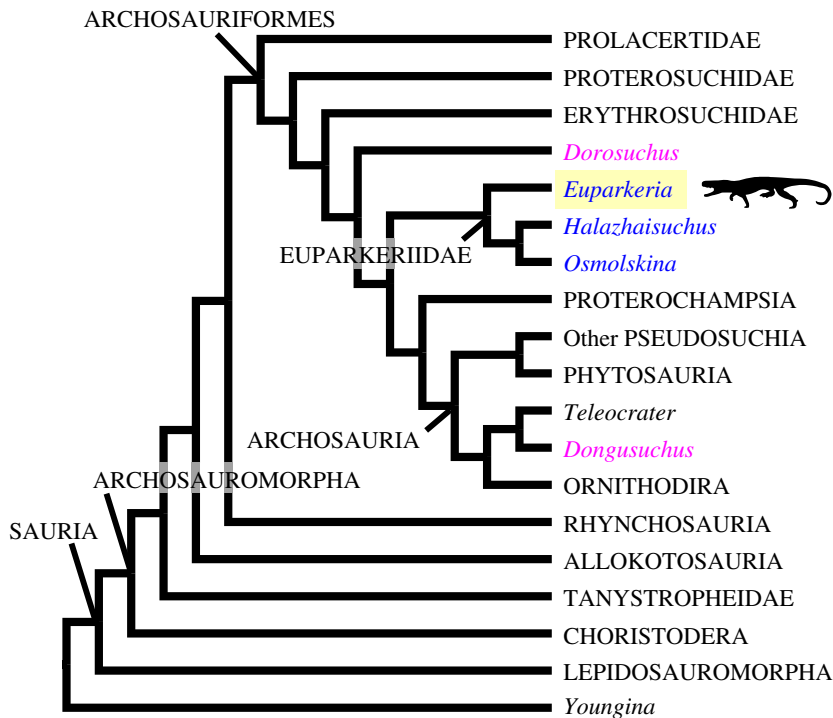 ARCHOSAURIFORMES
PROLACERTIDAE
PROTEROSUCHIDAE
ERYTHROSUCHIDAE
Dorosuchus
Euparkeria
Halazhaisuchus
EUPARKERIIDAE
Osmolskina
PROTEROCHAMPSIA
Other PSEUDOSUCHIA
PHYTOSAURIA
Teleocrater
ARCHOSAURIA
Dongusuchus
ARCHOSAUROMORPHA
ORNITHODIRA
SAURIA
RHYNCHOSAURIA
ALLOKOTOSAURIA
TANYSTROPHEIDAE
CHORISTODERA
LEPIDOSAUROMORPHA
Youngina